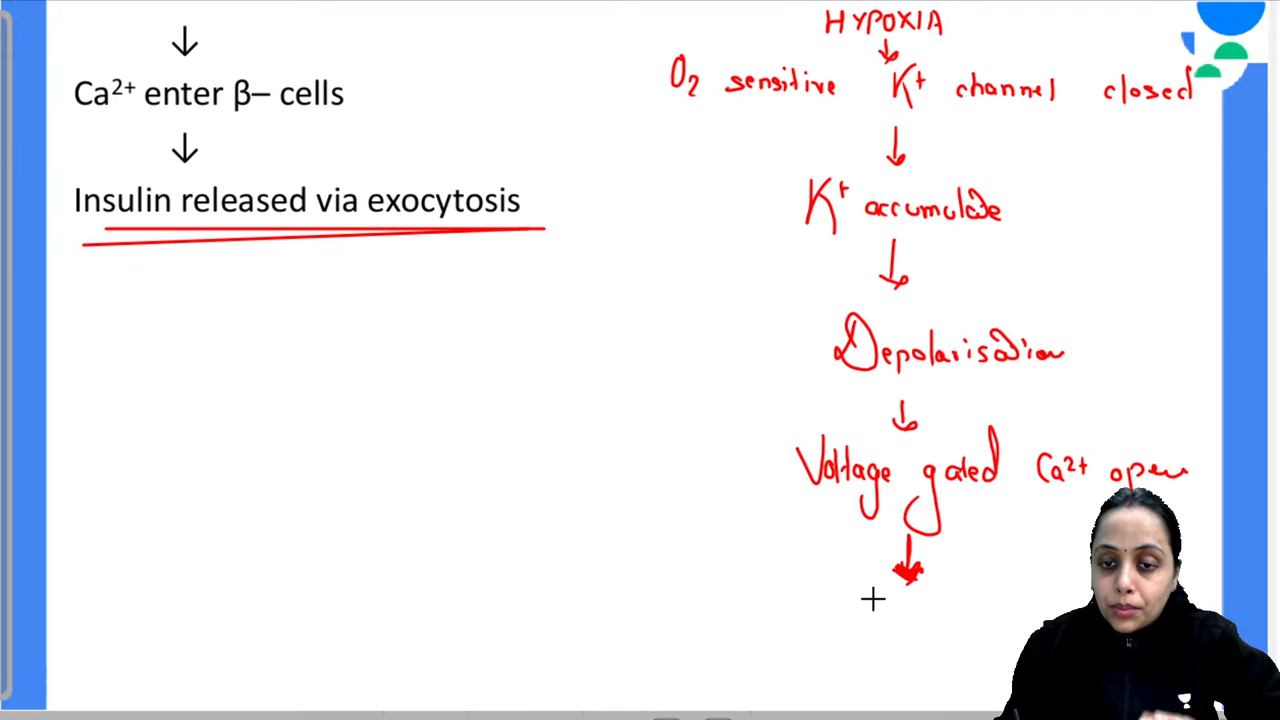 ↓
Ca²⁺ enter β– cells
↓
Insulin released via exocytosis
HYPOXIA
↓
O₂ sensitive K⁺ channel closed
↓
K⁺ accumulate
↓
Depolarisation
↓
Voltage gated Ca²⁺ open
↓